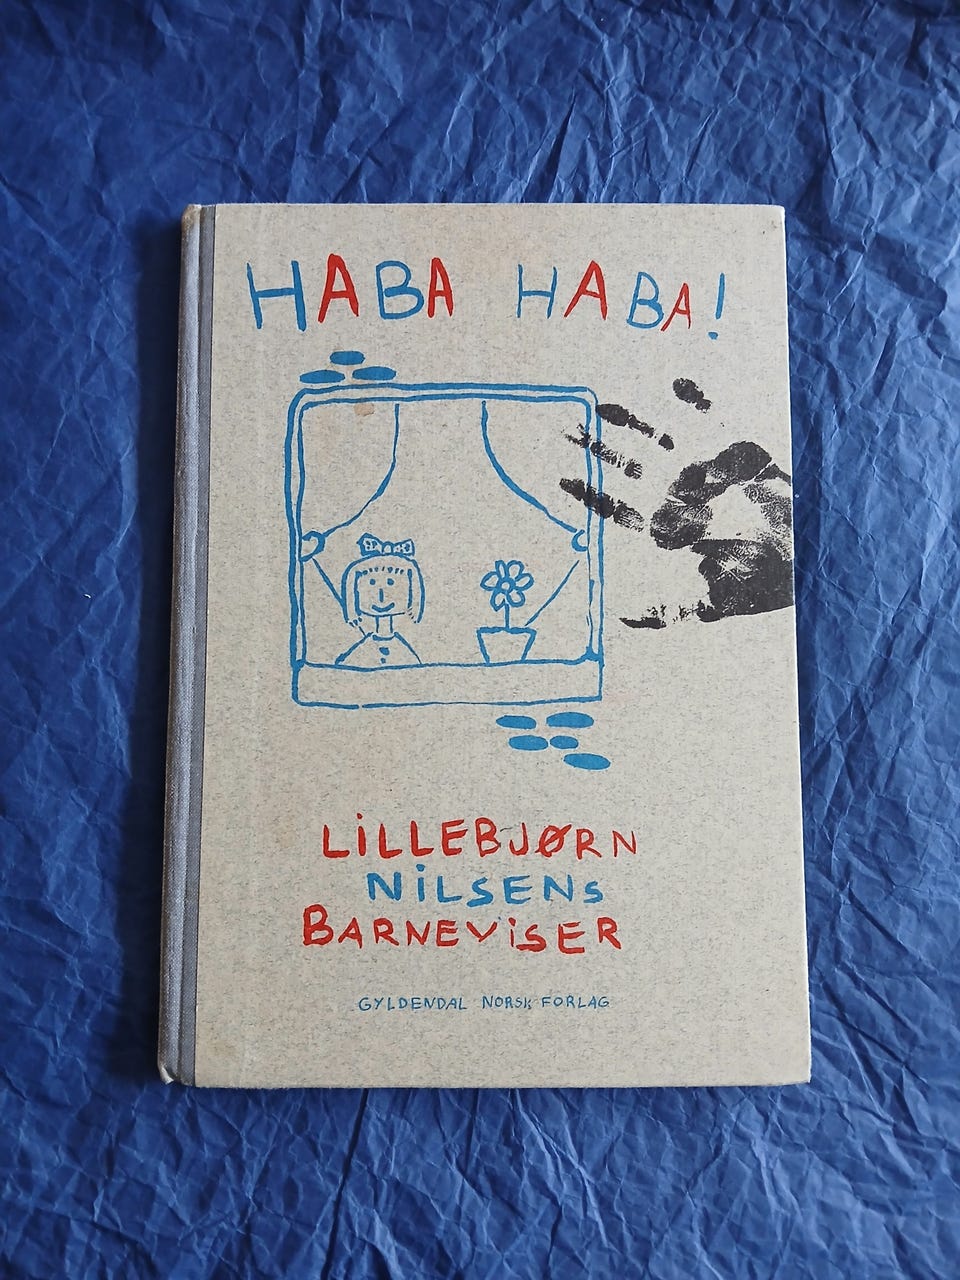 HABA HABA!
LiLLEBJØRN
NiLSENS
BARNEViSER
GYLDENDAL NORSK FORLAG